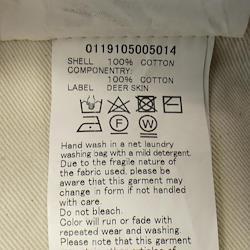 0119105005014
SHELL 100% COTTON
COMPONENTRY:
100% COTTON
LABEL DEER SKIN
F W
Hand wash in a net laundry
washing bag with a mild detergent.
Due to the fragile nature of
the fabric used, please be
aware that this garment may
change in form if not handled
with care.
Do not bleach.
Color will run or fade with
repeated wear and washing.
Please note that this garment